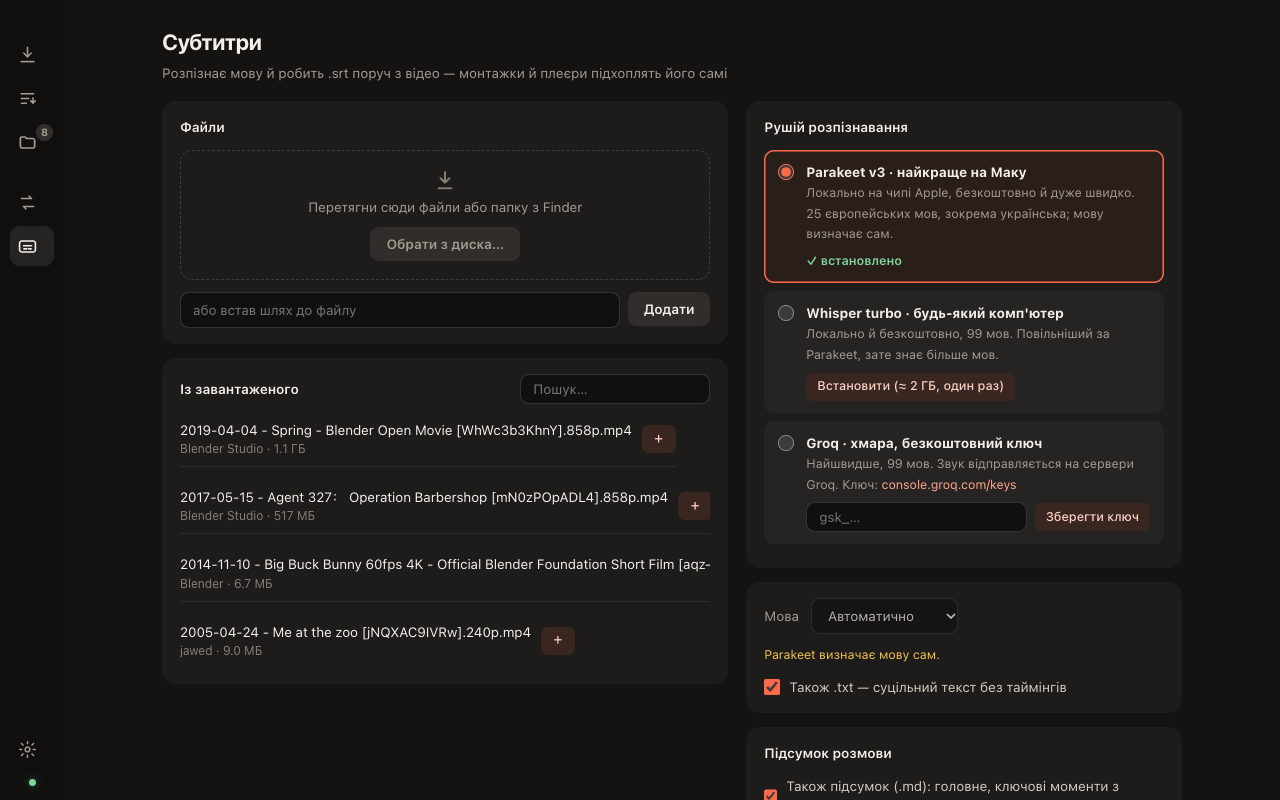 Субтитри
Розпізнає мову й робить .srt поруч з відео — монтажки й плеєри підхоплять його самі
8
Файли
Перетягни сюди файли або папку з Finder
Обрати з диска...
або встав шлях до файлу
Додати
Із завантаженого
Пошук...
2019-04-04 - Spring - Blender Open Movie [WhWc3b3KhnY].858p.mp4
Blender Studio · 1.1 ГБ
+
2017-05-15 - Agent 327： Operation Barbershop [mN0zPOpADL4].858p.mp4
Blender Studio · 517 МБ
+
2014-11-10 - Big Buck Bunny 60fps 4K - Official Blender Foundation Short Film [aqz-
Blender · 6.7 МБ
2005-04-24 - Me at the zoo [jNQXAC9IVRw].240p.mp4
jawed · 9.0 МБ
+
Рушій розпізнавання
Parakeet v3 · найкраще на Маку
Локально на чипі Apple, безкоштовно й дуже швидко.
25 європейських мов, зокрема українська; мову
визначає сам.
✓ встановлено
Whisper turbo · будь-який комп'ютер
Локально й безкоштовно, 99 мов. Повільніший за
Parakeet, зате знає більше мов.
Встановити (≈ 2 ГБ, один раз)
Groq · хмара, безкоштовний ключ
Найшвидше, 99 мов. Звук відправляється на сервери
Groq. Ключ: console.groq.com/keys
gsk_...
Зберегти ключ
Мова
Автоматично
Parakeet визначає мову сам.
Також .txt — суцільний текст без таймінгів
Підсумок розмови
Також підсумок (.md): головне, ключові моменти з